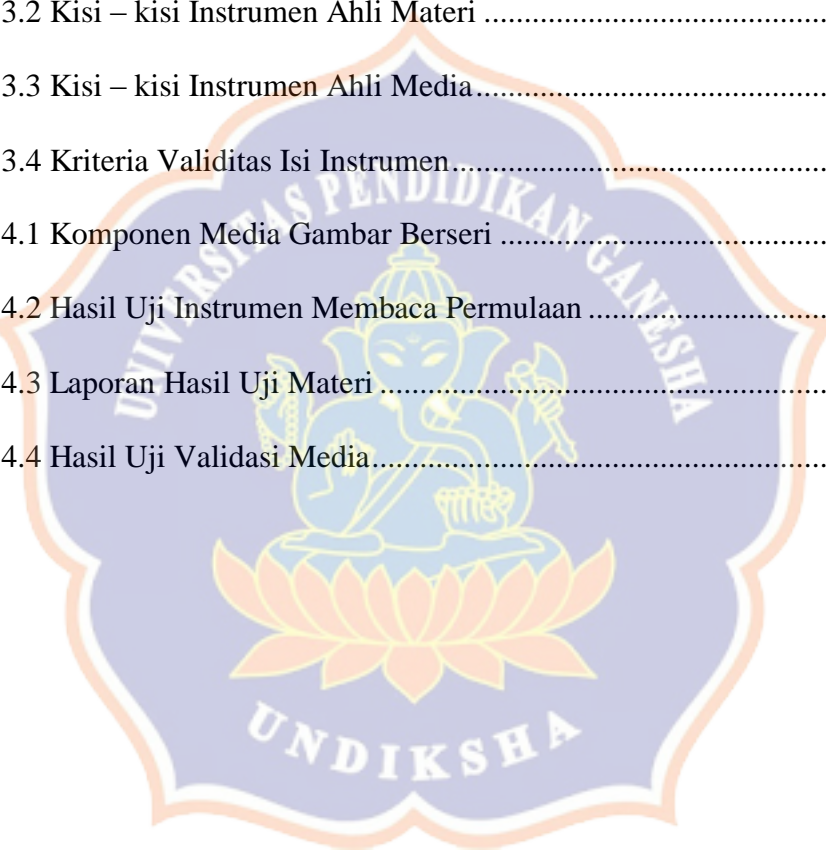 3.2 Kisi – kisi Instrumen Ahli Materi ........................................
3.3 Kisi – kisi Instrumen Ahli Media.........................................
3.4 Kriteria Validitas Isi Instrumen............................................
4.1 Komponen Media Gambar Berseri .......................................
4.2 Hasil Uji Instrumen Membaca Permulaan ............................
4.3 Laporan Hasil Uji Materi .....................................................
4.4 Hasil Uji Validasi Media......................................................
UNIVERSITAS PENDIDIKAN GANESHA
UNDIKSHA